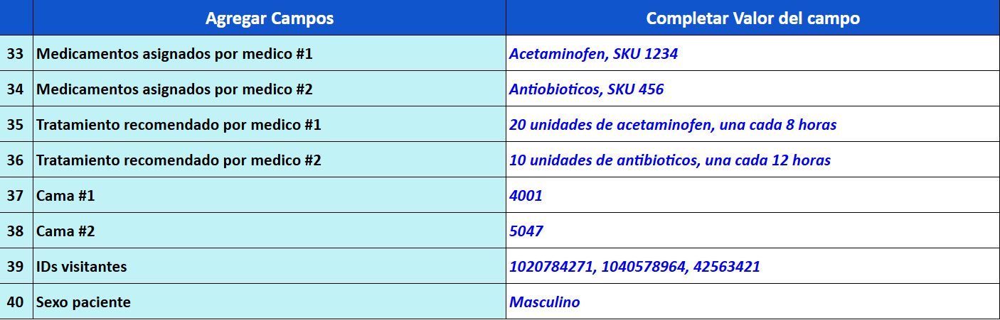 Agregar Campos Completar Valor del campo
33 Medicamentos asignados por medico #1 Acetaminofen, SKU 1234
34 Medicamentos asignados por medico #2 Antiobioticos, SKU 456
35 Tratamiento recomendado por medico #1 20 unidades de acetaminofen, una cada 8 horas
36 Tratamiento recomendado por medico #2 10 unidades de antibioticos, una cada 12 horas
37 Cama #1 4001
38 Cama #2 5047
39 IDs visitantes 1020784271, 1040578964, 42563421
40 Sexo paciente Masculino